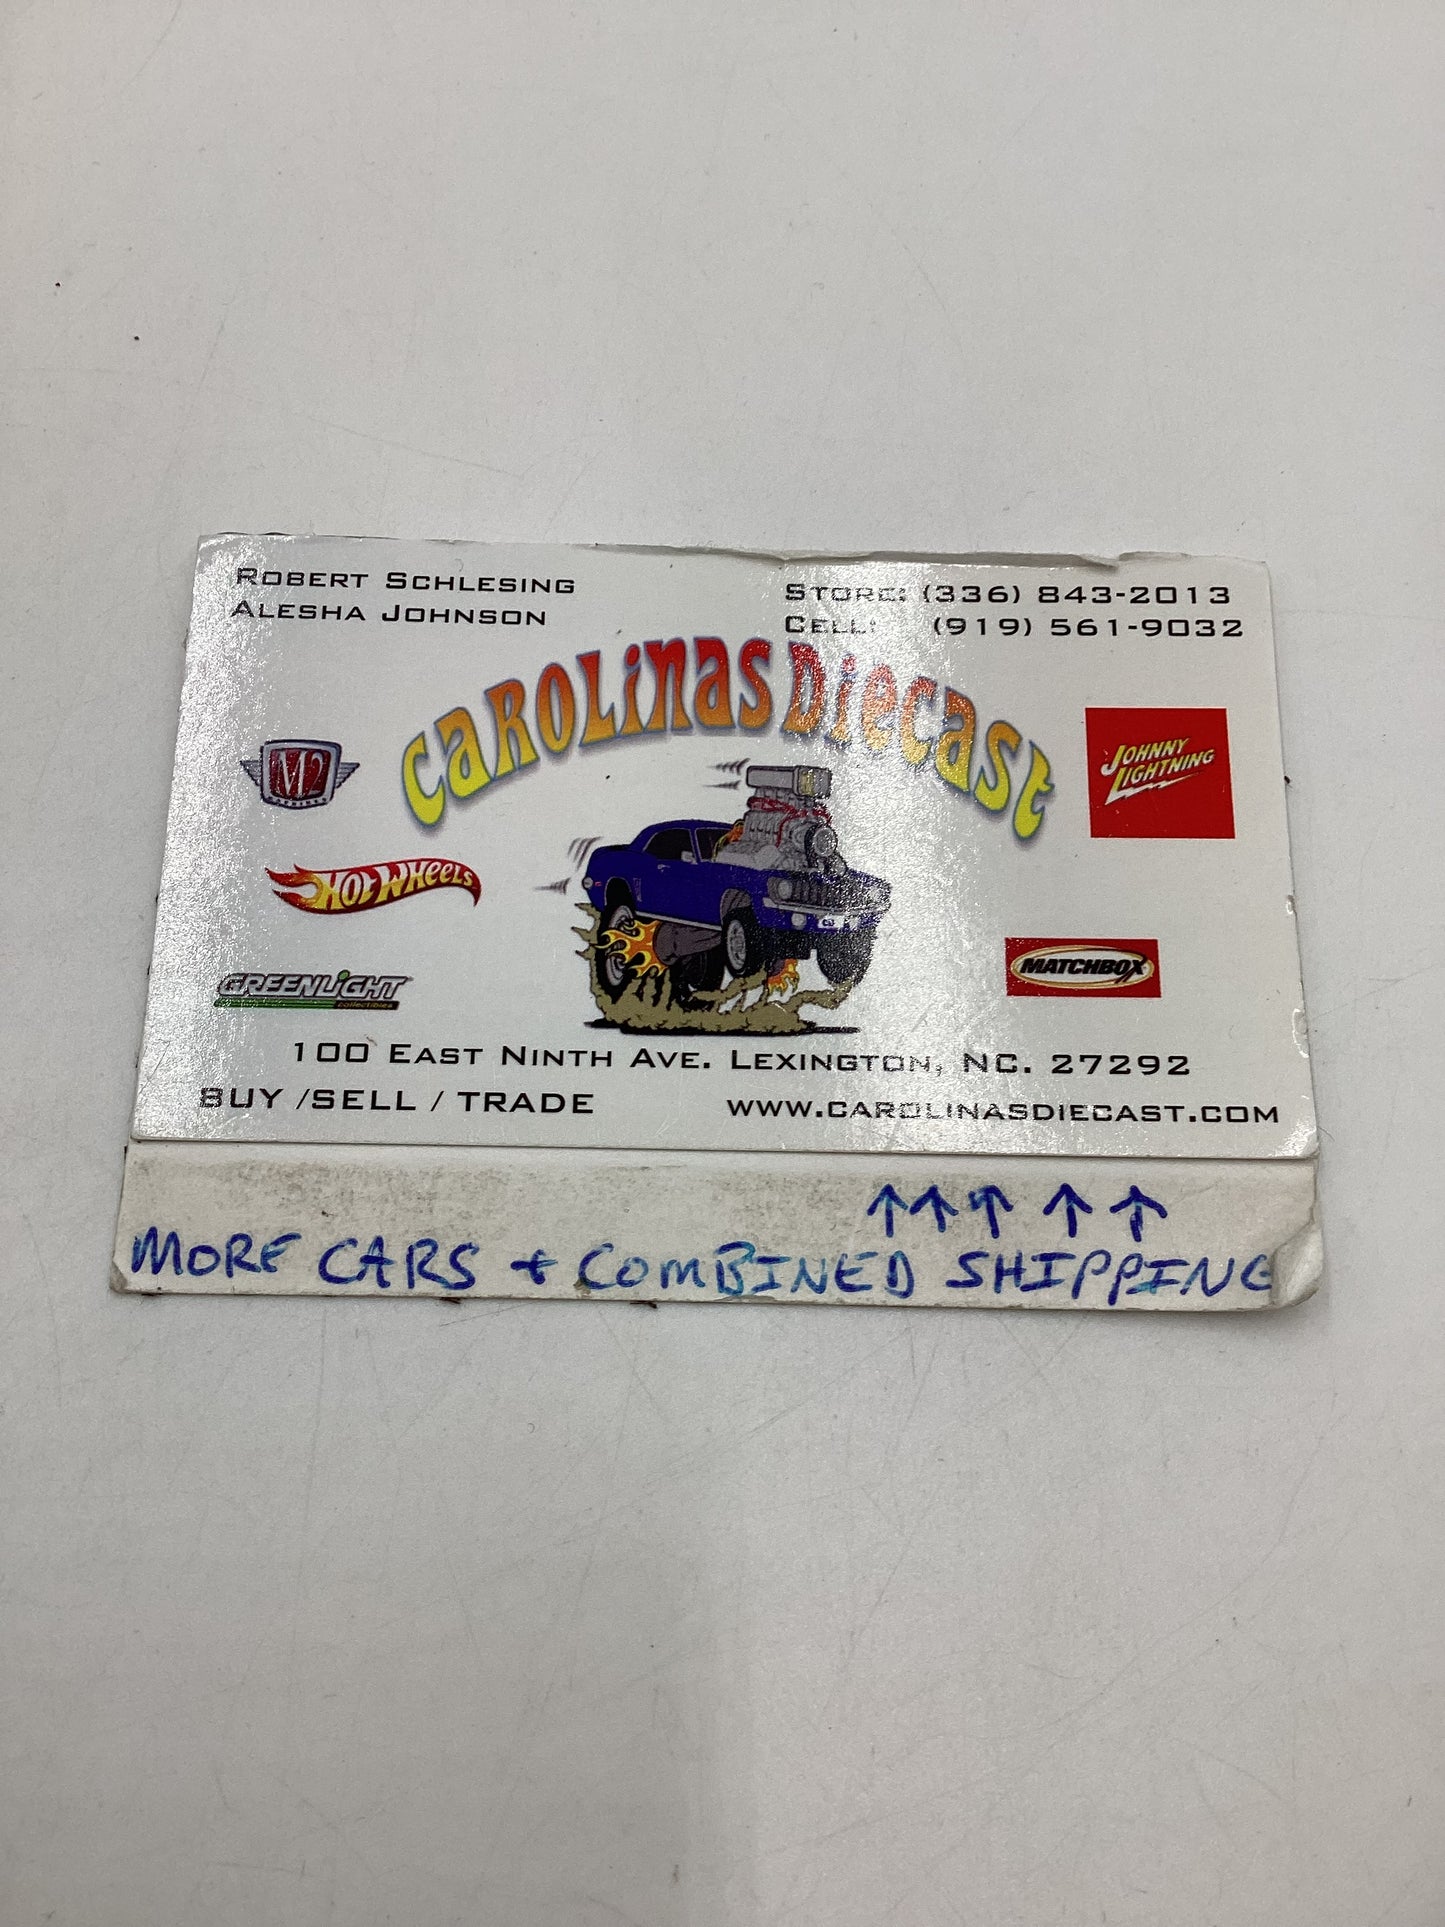 ROBERT SCHLESING
ALESHA JOHNSON
STORE: (336) 843-2013
CELL: (919) 561-9032
CAROLINAS DIECAST
M2
MACHINES
JOHNNY
LIGHTNING
HOT WHEELS
MATCHBOX
GREENLIGHT
collectibles
100 EAST NINTH AVE. LEXINGTON, NC. 27292
BUY /SELL / TRADE
WWW.CAROLINASDIECAST.COM
↑↑↑↑↑
MORE CARS + COMBINED SHIPPING